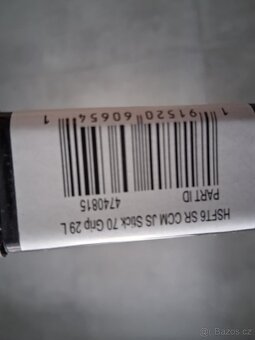 HSFT6 SR CCM JS Stick 70 Grip 29 L
PART ID
4740815
1 91520 60654 1
Bazos.cz